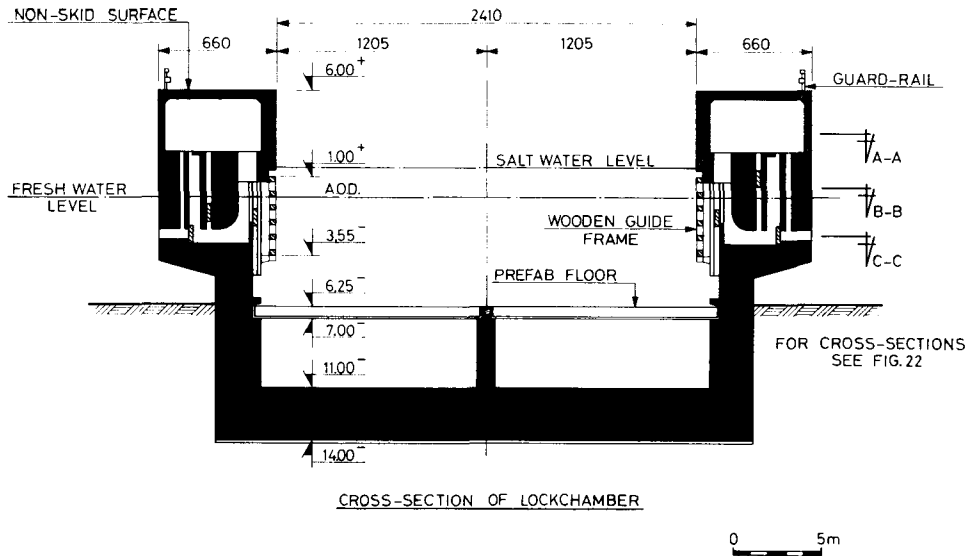 NON-SKID SURFACE
2410
660
1205
1205
660
6.00+
GUARD-RAIL
1.00+
SALT WATER LEVEL
A-A
FRESH WATER
LEVEL
A.O.D.
B-B
WOODEN GUIDE
FRAME
3,55-
C-C
PREFAB FLOOR
6.25-
7.00-
FOR CROSS-SECTIONS
SEE FIG. 22
11.00-
14.00-
CROSS-SECTION OF LOCKCHAMBER
0 5m